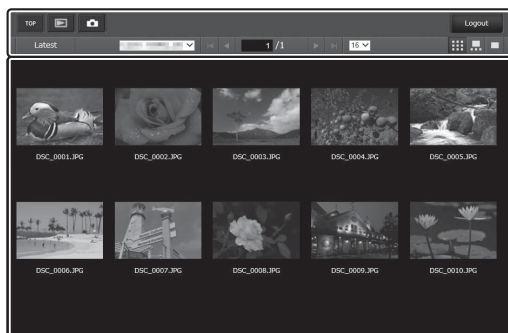 TOP Logout
Latest 1 /1 16
DSC_0001.JPG DSC_0002.JPG DSC_0003.JPG DSC_0004.JPG DSC_0005.JPG
DSC_0006.JPG DSC_0007.JPG DSC_0008.JPG DSC_0009.JPG DSC_0010.JPG